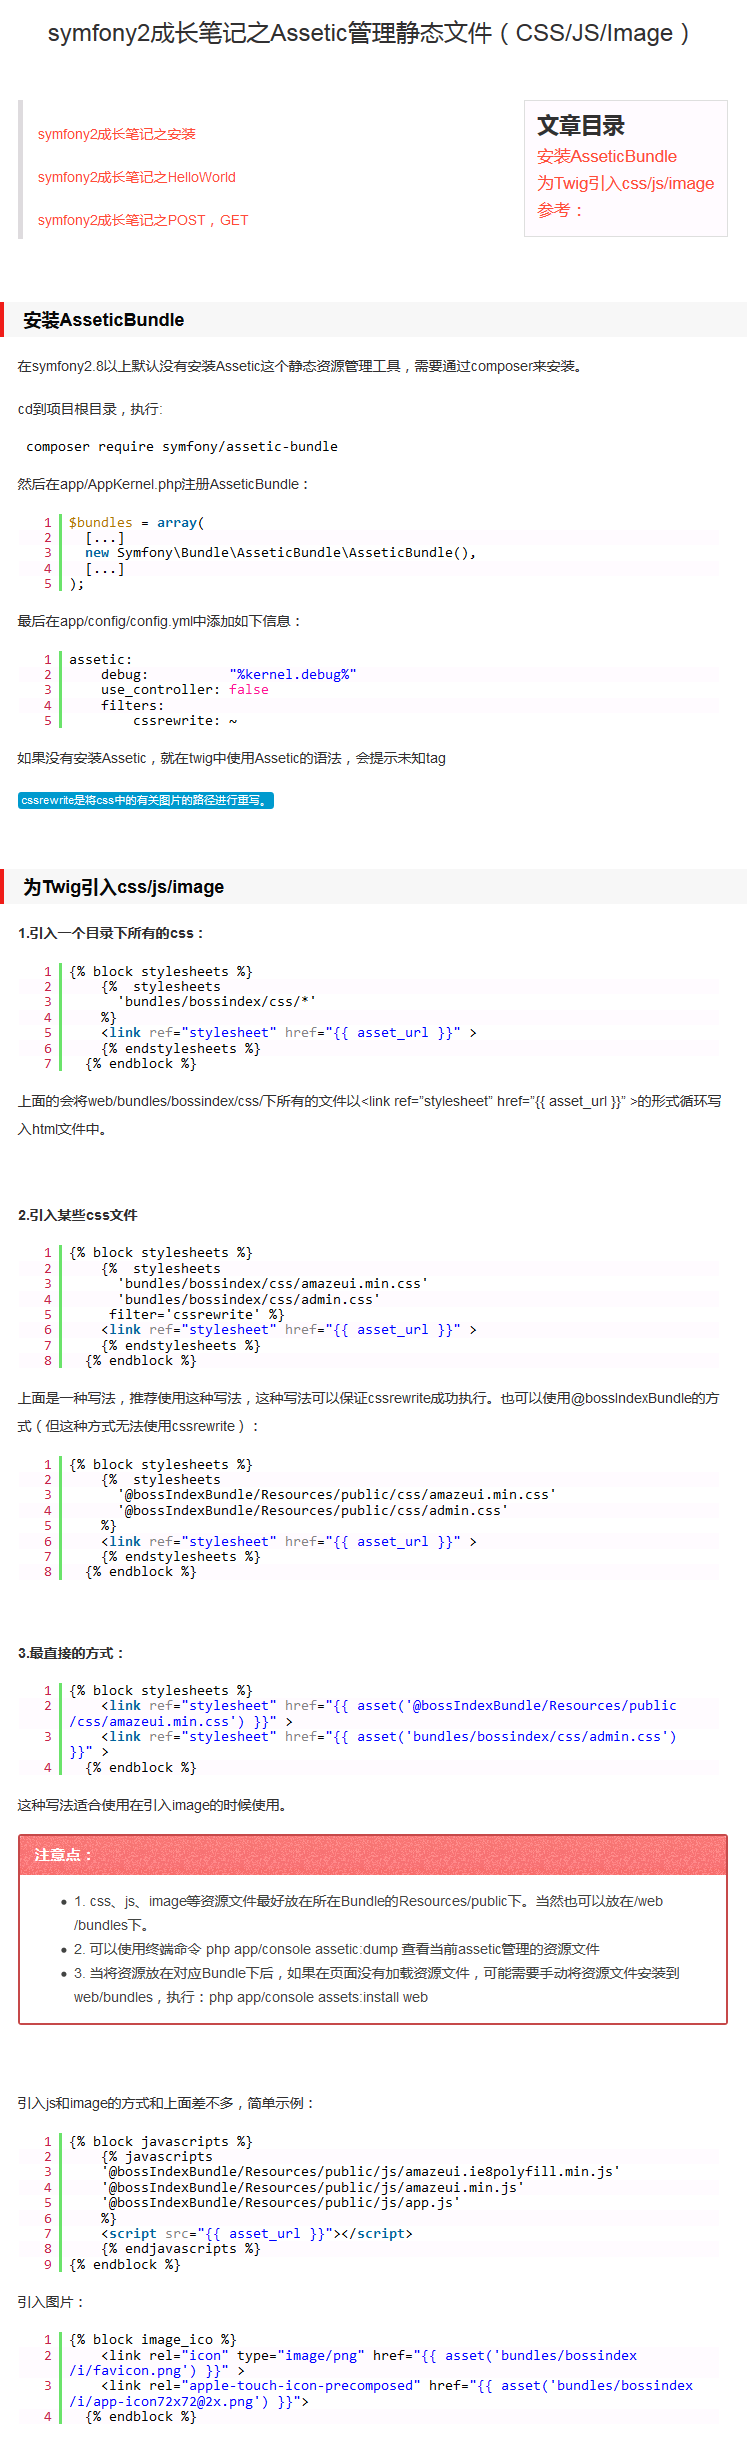 symfony2成长笔记之Assetic管理静态文件（CSS/JS/Image）
symfony2成长笔记之安装
symfony2成长笔记之HelloWorld
symfony2成长笔记之POST，GET
文章目录
安装AsseticBundle
为Twig引入css/js/image
参考：
安装AsseticBundle
在symfony2.8以上默认没有安装Assetic这个静态资源管理工具，需要通过composer来安装。
cd到项目根目录，执行:
composer require symfony/assetic-bundle
然后在app/AppKernel.php注册AsseticBundle：
1 $bundles = array(
2   [...]
3   new Symfony\Bundle\AsseticBundle\AsseticBundle(),
4   [...]
5 );
最后在app/config/config.yml中添加如下信息：
1 assetic:
2     debug:          "%kernel.debug%"
3     use_controller: false
4     filters:
5         cssrewrite: ~
如果没有安装Assetic，就在twig中使用Assetic的语法，会提示未知tag
cssrewrite是将css中的有关图片的路径进行重写。
为Twig引入css/js/image
1.引入一个目录下所有的css：
1 {% block stylesheets %}
2     {%  stylesheets
3       'bundles/bossindex/css/*'
4     %}
5     <link ref="stylesheet" href="{{ asset_url }}" >
6     {% endstylesheets %}
7   {% endblock %}
上面的会将web/bundles/bossindex/css/下所有的文件以<link ref=”stylesheet” href=”{{ asset_url }}” >的形式循环写
入html文件中。
2.引入某些css文件
1 {% block stylesheets %}
2     {%  stylesheets
3       'bundles/bossindex/css/amazeui.min.css'
4       'bundles/bossindex/css/admin.css'
5      filter='cssrewrite' %}
6     <link ref="stylesheet" href="{{ asset_url }}" >
7     {% endstylesheets %}
8   {% endblock %}
上面是一种写法，推荐使用这种写法，这种写法可以保证cssrewrite成功执行。也可以使用@bossIndexBundle的方
式（但这种方式无法使用cssrewrite）：
1 {% block stylesheets %}
2     {%  stylesheets
3       '@bossIndexBundle/Resources/public/css/amazeui.min.css'
4       '@bossIndexBundle/Resources/public/css/admin.css'
5     %}
6     <link ref="stylesheet" href="{{ asset_url }}" >
7     {% endstylesheets %}
8   {% endblock %}
3.最直接的方式：
1 {% block stylesheets %}
2     <link ref="stylesheet" href="{{ asset('@bossIndexBundle/Resources/public
/css/amazeui.min.css') }}" >
3     <link ref="stylesheet" href="{{ asset('bundles/bossindex/css/admin.css')
}}" >
4   {% endblock %}
这种写法适合使用在引入image的时候使用。
注意点：
• 1. css、js、image等资源文件最好放在所在Bundle的Resources/public下。当然也可以放在/web
/bundles下。
• 2. 可以使用终端命令 php app/console assetic:dump 查看当前assetic管理的资源文件
• 3. 当将资源放在对应Bundle下后，如果在页面没有加载资源文件，可能需要手动将资源文件安装到
web/bundles，执行：php app/console assets:install web
引入js和image的方式和上面差不多，简单示例：
1 {% block javascripts %}
2     {% javascripts
3     '@bossIndexBundle/Resources/public/js/amazeui.ie8polyfill.min.js'
4     '@bossIndexBundle/Resources/public/js/amazeui.min.js'
5     '@bossIndexBundle/Resources/public/js/app.js'
6     %}
7     <script src="{{ asset_url }}"></script>
8     {% endjavascripts %}
9 {% endblock %}
引入图片：
1 {% block image_ico %}
2     <link rel="icon" type="image/png" href="{{ asset('bundles/bossindex
/i/favicon.png') }}" >
3     <link rel="apple-touch-icon-precomposed" href="{{ asset('bundles/bossindex
/i/app-icon72x72@2x.png') }}">
4   {% endblock %}